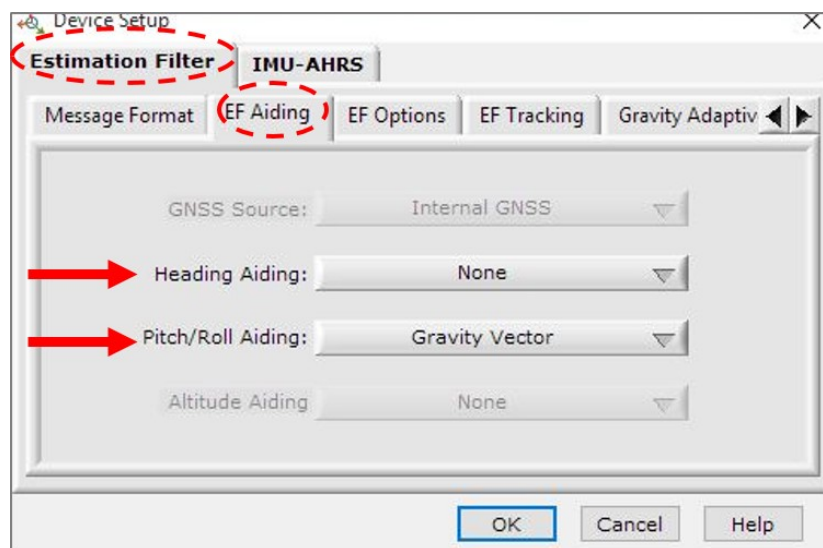 Device Setup
Estimation Filter IMU-AHRS
Message Format EF Aiding EF Options EF Tracking Gravity Adaptiv
GNSS Source: Internal GNSS
Heading Aiding: None
Pitch/Roll Aiding: Gravity Vector
Altitude Aiding None
OK Cancel Help